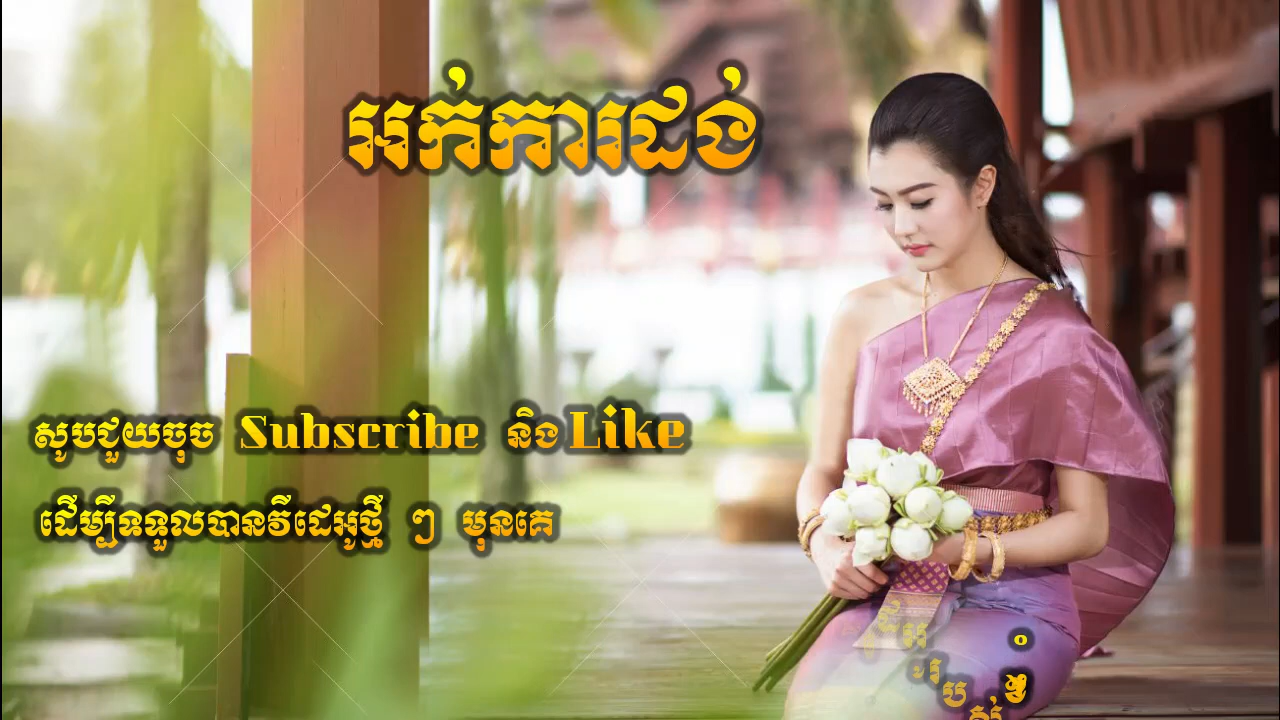 អក់ការដង់
សូបជួយចុច Subscribe និង Like
ដើម្បីទទួលបានវីដេអូថ្មី ៗ មុនគេ